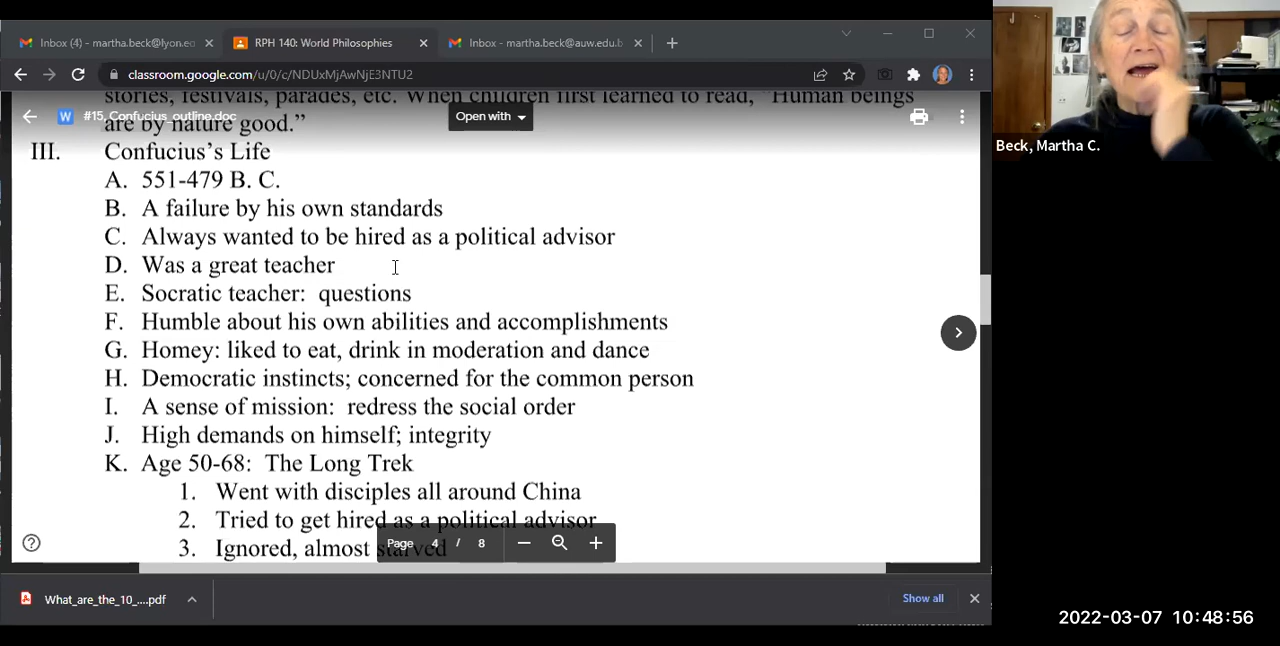 Inbox (4) - martha.beck@lyon.ec
RPH 140: World Philosophies
Inbox - martha.beck@auw.edu.b
classroom.google.com/u/0/c/NDUxMjAwNjE3NTU2
stories, festivals, parades, etc. When children first learned to read, "Human beings
are by nature good."
#15_Confucius_outline.doc
Open with
III. Confucius's Life
A. 551-479 B. C.
B. A failure by his own standards
C. Always wanted to be hired as a political advisor
D. Was a great teacher
E. Socratic teacher: questions
F. Humble about his own abilities and accomplishments
G. Homey: liked to eat, drink in moderation and dance
H. Democratic instincts; concerned for the common person
I. A sense of mission: redress the social order
J. High demands on himself; integrity
K. Age 50-68: The Long Trek
1. Went with disciples all around China
2. Tried to get hired as a political advisor
3. Ignored, almost starved
Page 4 / 8
What_are_the_10_....pdf
Show all
Beck, Martha C.
2022-03-07 10:48:56